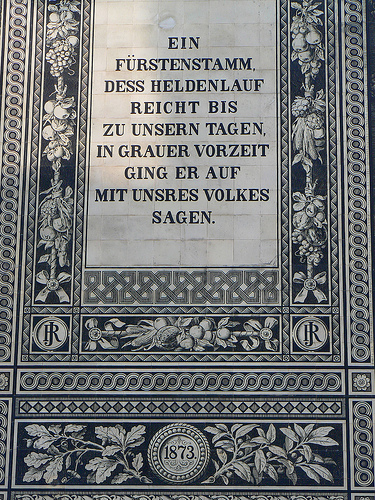 EIN
FÜRSTENSTAMM,
DESS HELDENLAUF
REICHT BIS
ZU UNSERN TAGEN,
IN GRAUER VORZEIT
GING ER AUF
MIT UNSRES VOLKES
SAGEN.
JR JR
1873.